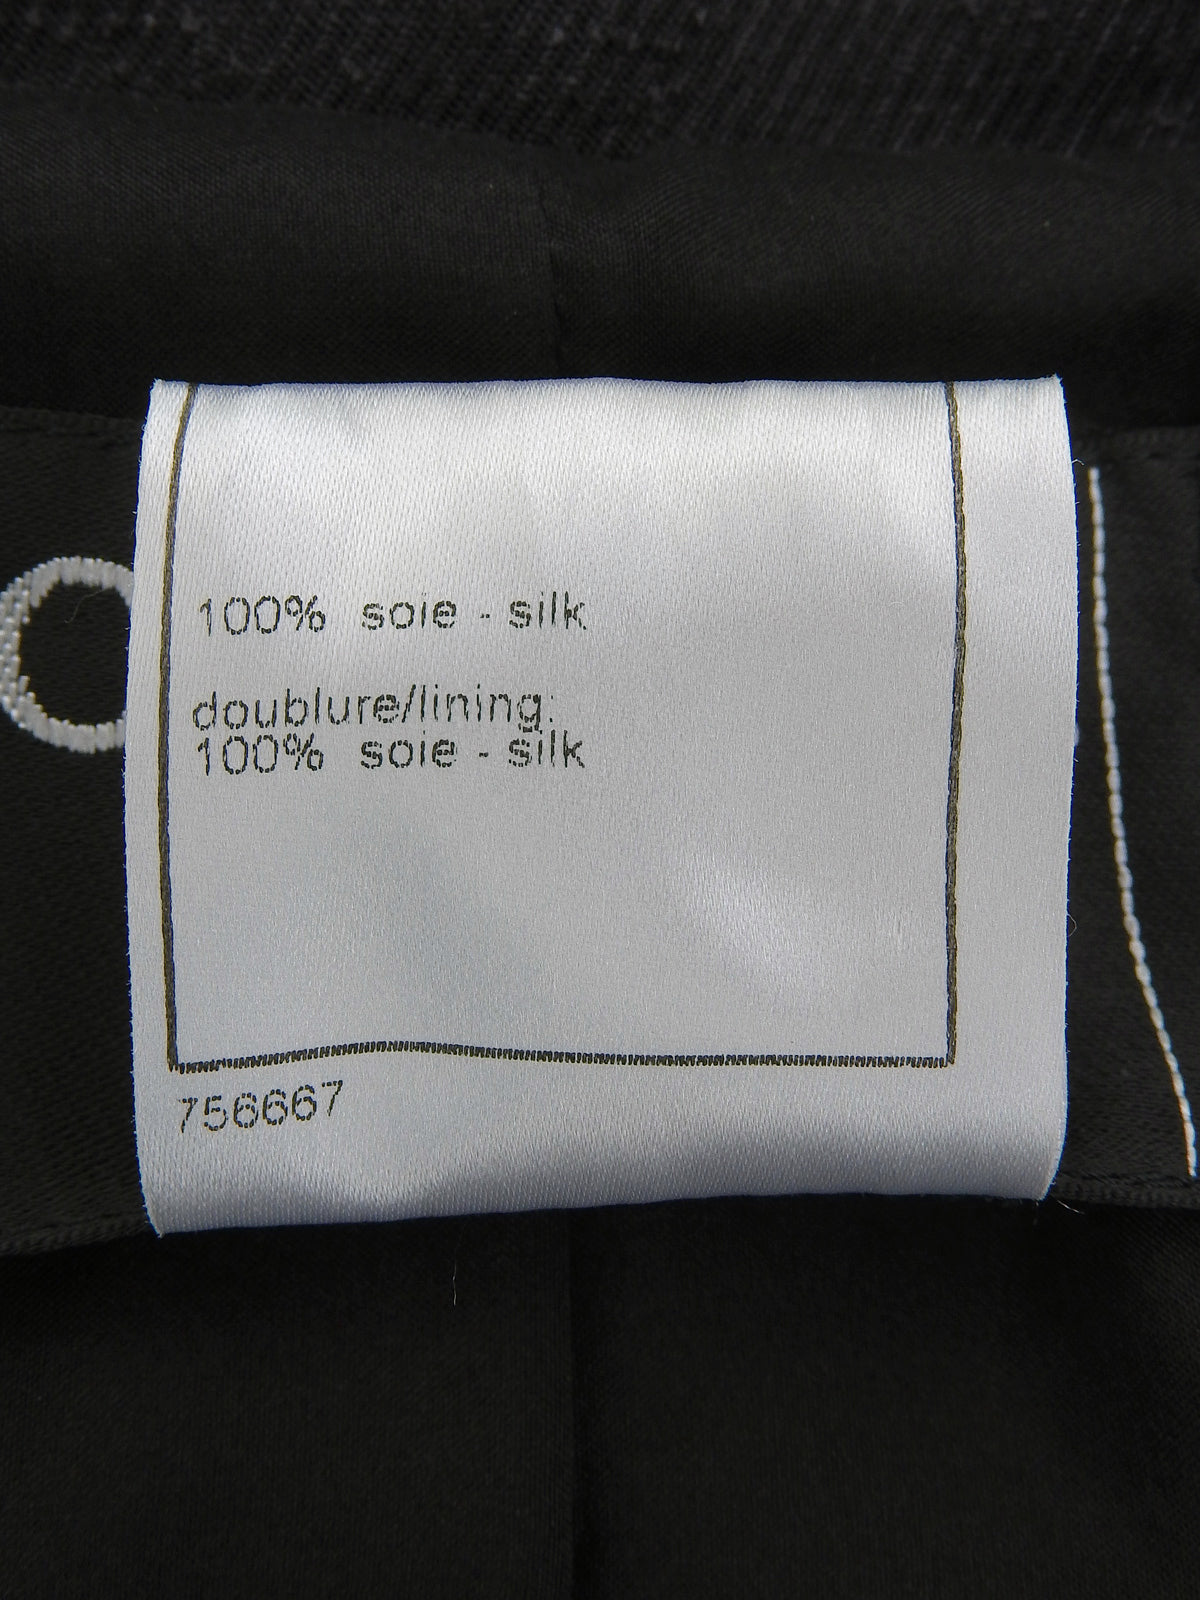 100% soie - silk
doublure/lining:
100% soie - silk
756667